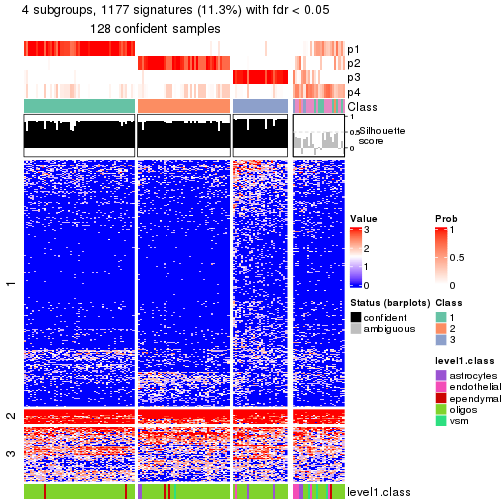 4 subgroups, 1177 signatures (11.3%) with fdr < 0.05
128 confident samples
p1
p2
p3
p4
Class
1
0.5
0
Silhouette
score
1
2
3
level1.class
Value
3
2
1
0
Prob
1
0.5
0
Status (barplots)
confident
ambiguous
Class
1
2
3
level1.class
astrocytes
endothelial
ependymal
oligos
vsm